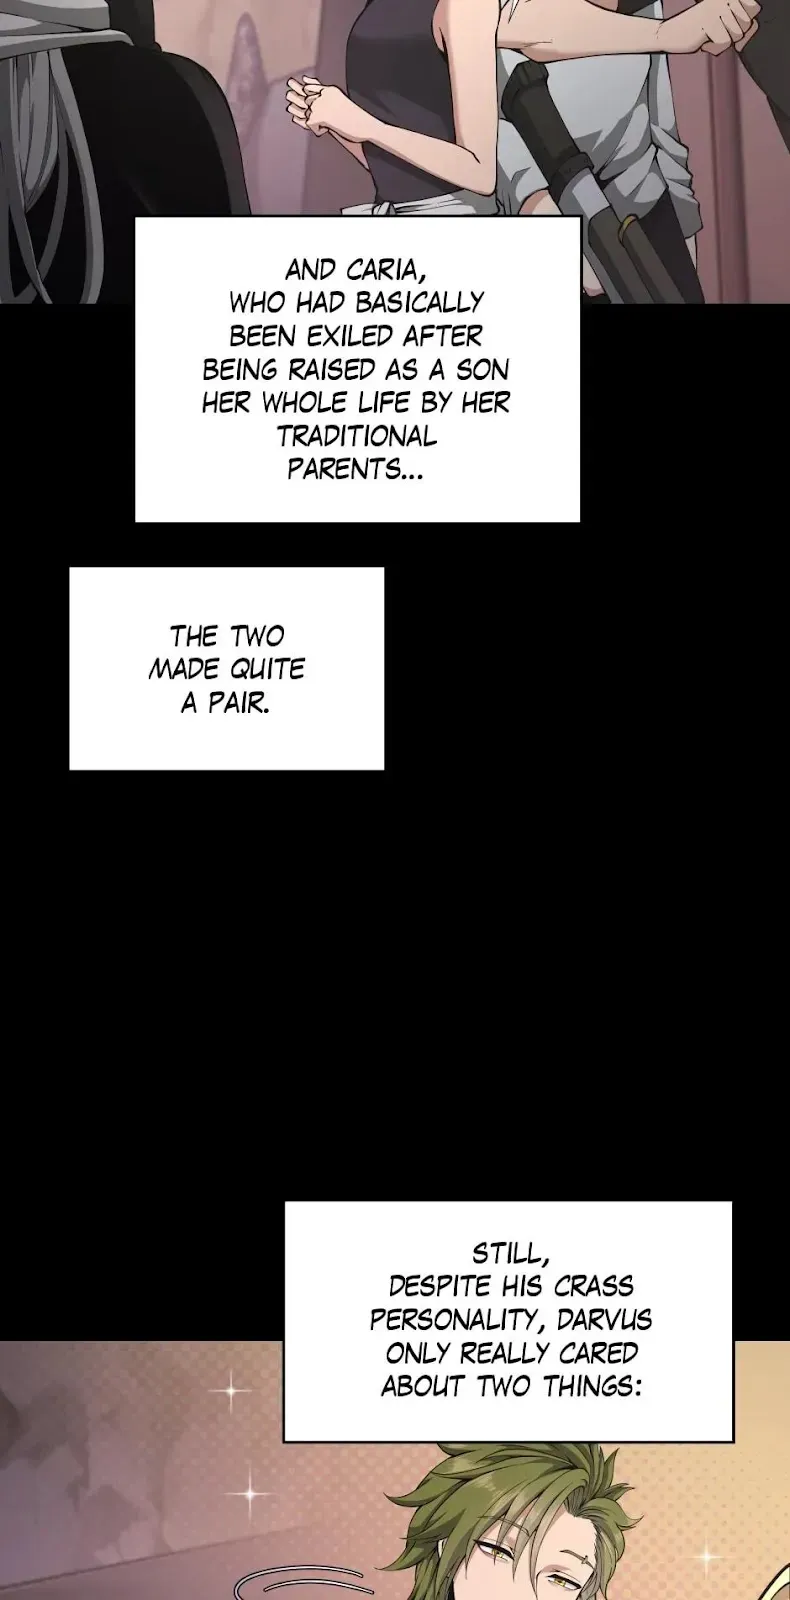 AND CARIA,
WHO HAD BASICALLY
BEEN EXILED AFTER
BEING RAISED AS A SON
HER WHOLE LIFE BY HER
TRADITIONAL
PARENTS...
THE TWO
MADE QUITE
A PAIR.
STILL,
DESPITE HIS CRASS
PERSONALITY, DARVUS
ONLY REALLY CARED
ABOUT TWO THINGS: